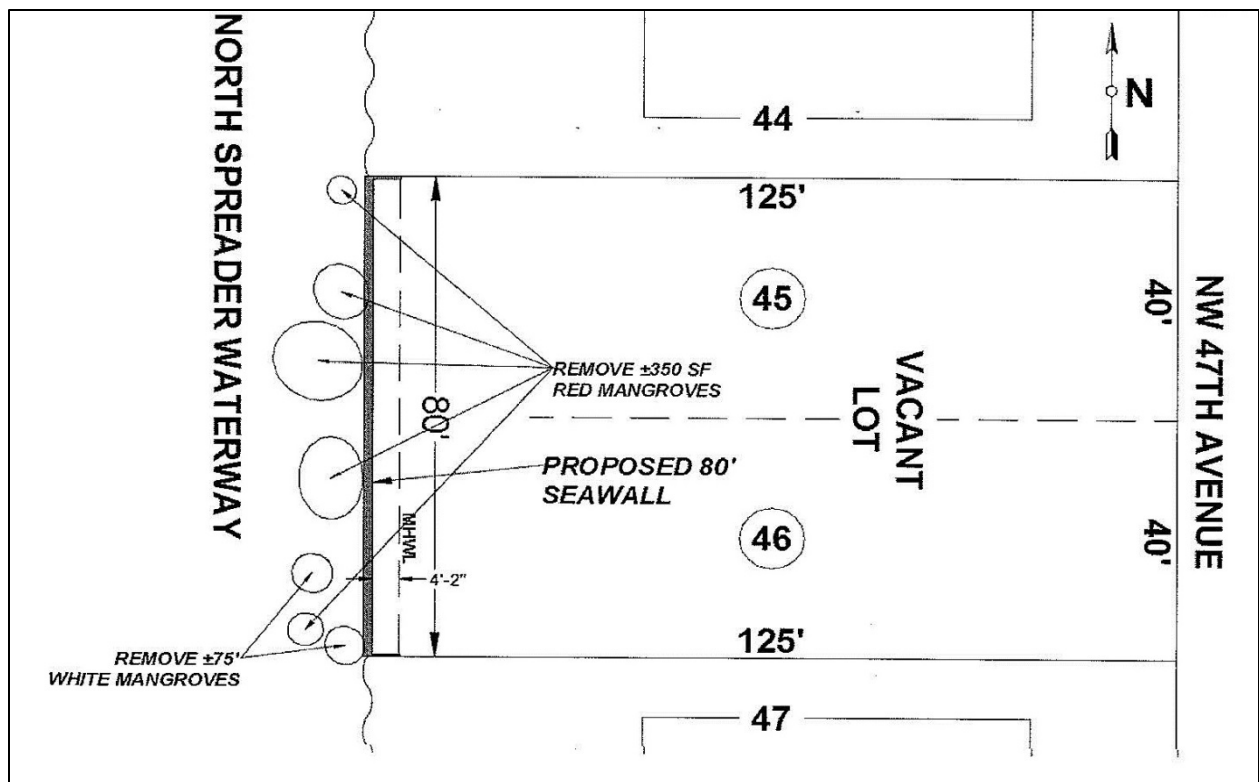 NORTH SPREADER WATERWAY
44
N
125'
45
40'
NW 47TH AVENUE
REMOVE ±350 SF
RED MANGROVES
80'
VACANT
LOT
PROPOSED 80'
SEAWALL
MHWL
46
40'
4'-2"
125'
REMOVE ±75'
WHITE MANGROVES
47